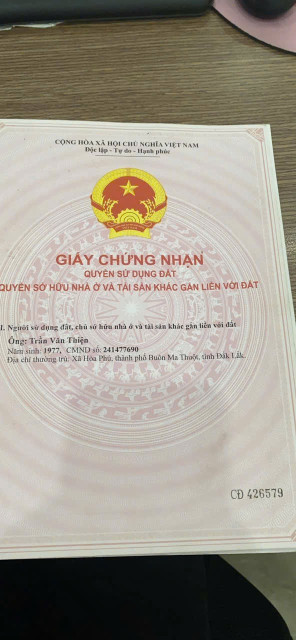 CỘNG HÒA XÃ HỘI CHỦ NGHĨA VIỆT NAM
Độc lập - Tự do - Hạnh phúc
GIẤY CHỨNG NHẬN
QUYỀN SỬ DỤNG ĐẤT
QUYỀN SỞ HỮU NHÀ Ở VÀ TÀI SẢN KHÁC GẮN LIỀN VỚI ĐẤT
I. Người sử dụng đất, chủ sở hữu nhà ở và tài sản khác gắn liền với đất
Ông: Trần Văn Thiện
Năm sinh: 1977, CMND số: 241477690
Địa chỉ thường trú: Xã Hòa Phú, thành phố Buôn Ma Thuột, tỉnh Đắk Lắk.
CĐ 426579